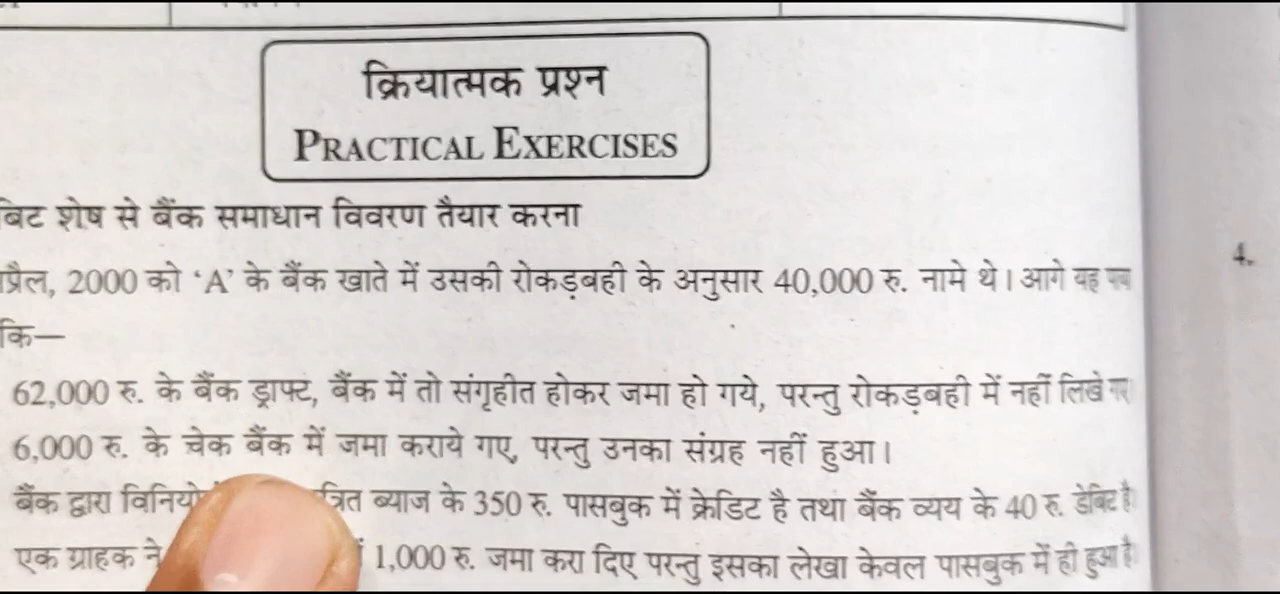 क्रियात्मक प्रश्न
PRACTICAL EXERCISES
शेष से बैंक समाधान विवरण तैयार करना
2000 को 'A' के बैंक खाते में उसकी रोकड़बही के अनुसार 40,000 रु. नामे थे। आगे यह
4.
कि—
62,000 रु. के बैंक ड्राफ्ट, बैंक में तो संगृहीत होकर जमा हो गये, परन्तु रोकड़बही में नहीं लिखे
6,000 रु. के चेक बैंक में जमा कराये गए, परन्तु उनका संग्रह नहीं हुआ।
बैंक द्वारा ब्याज के 350 रु. पासबुक में क्रेडिट है तथा बैंक व्यय के 40 रु. डेबिट है
एक ग्राहक ने 1,000 रु. जमा करा दिए परन्तु इसका लेखा केवल पासबुक में ही हुआ है